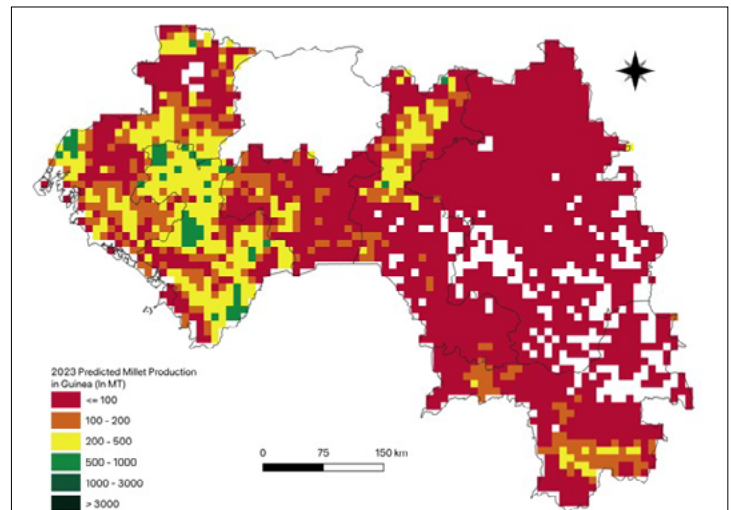 2023 Predicted Millet Production
in Guinea (In MT)
<= 100
100 - 200
200 - 500
500 - 1000
1000 - 3000
> 3000
0 75 150 km